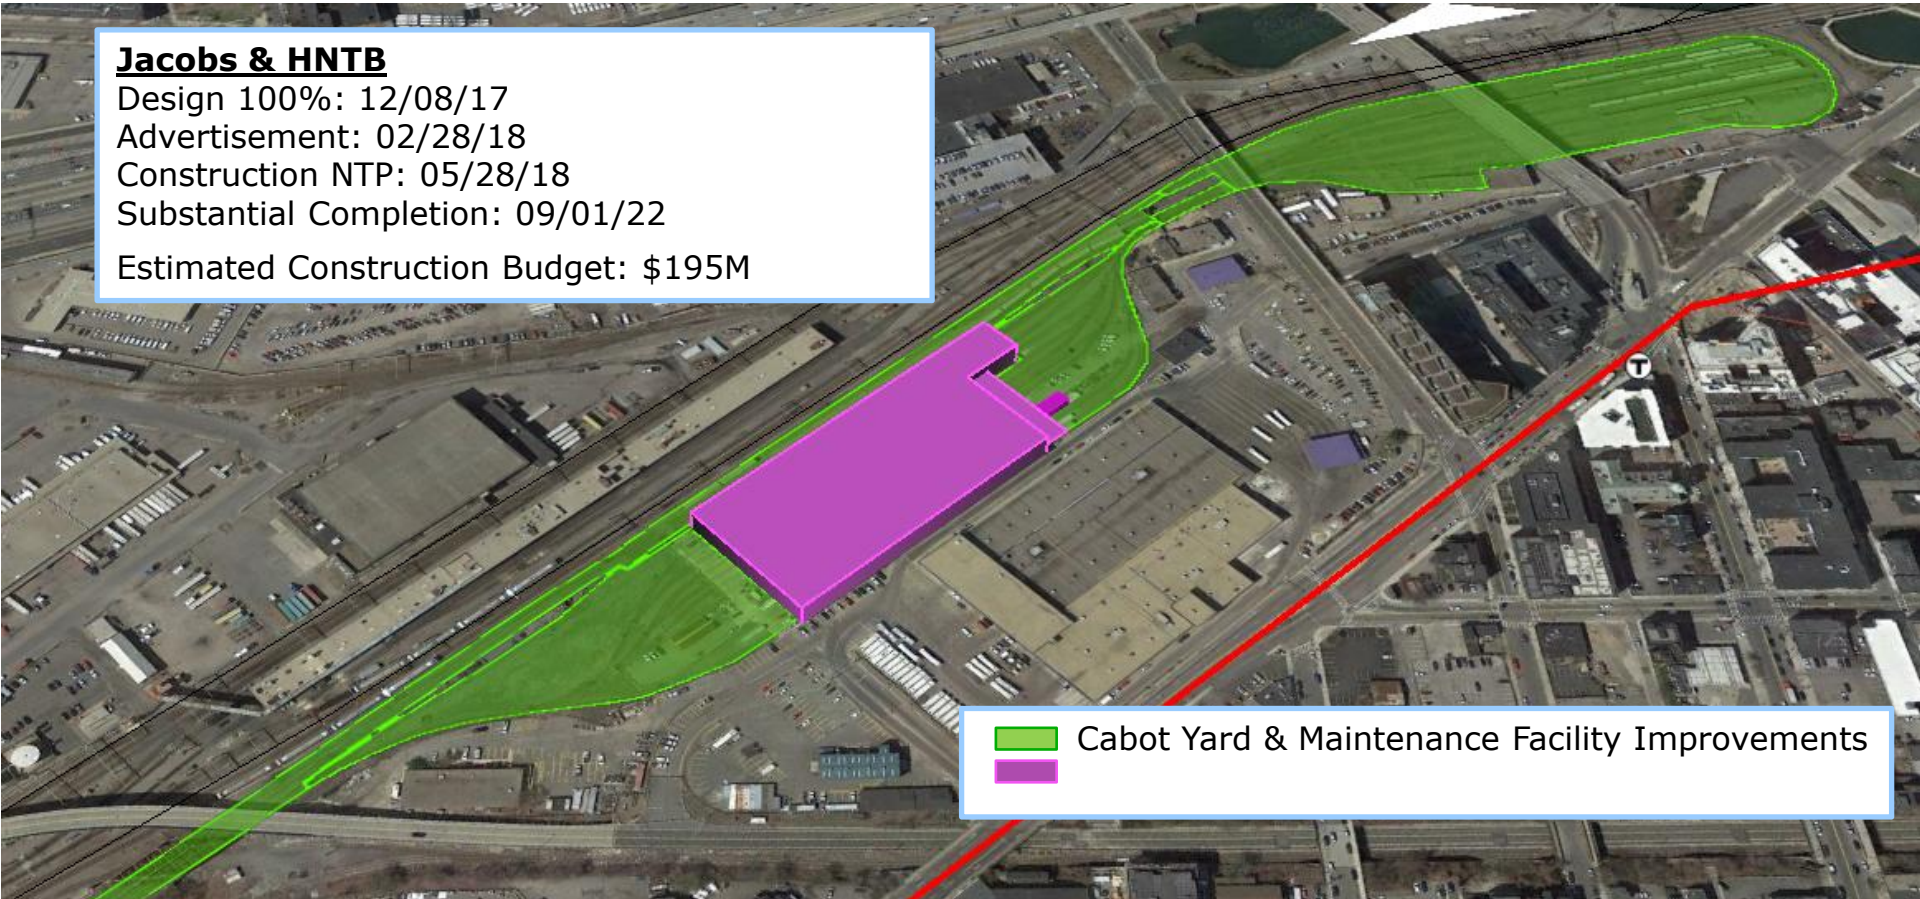 Jacobs & HNTB
Design 100%: 12/08/17
Advertisement: 02/28/18
Construction NTP: 05/28/18
Substantial Completion: 09/01/22
Estimated Construction Budget: $195M
T
Cabot Yard & Maintenance Facility Improvements